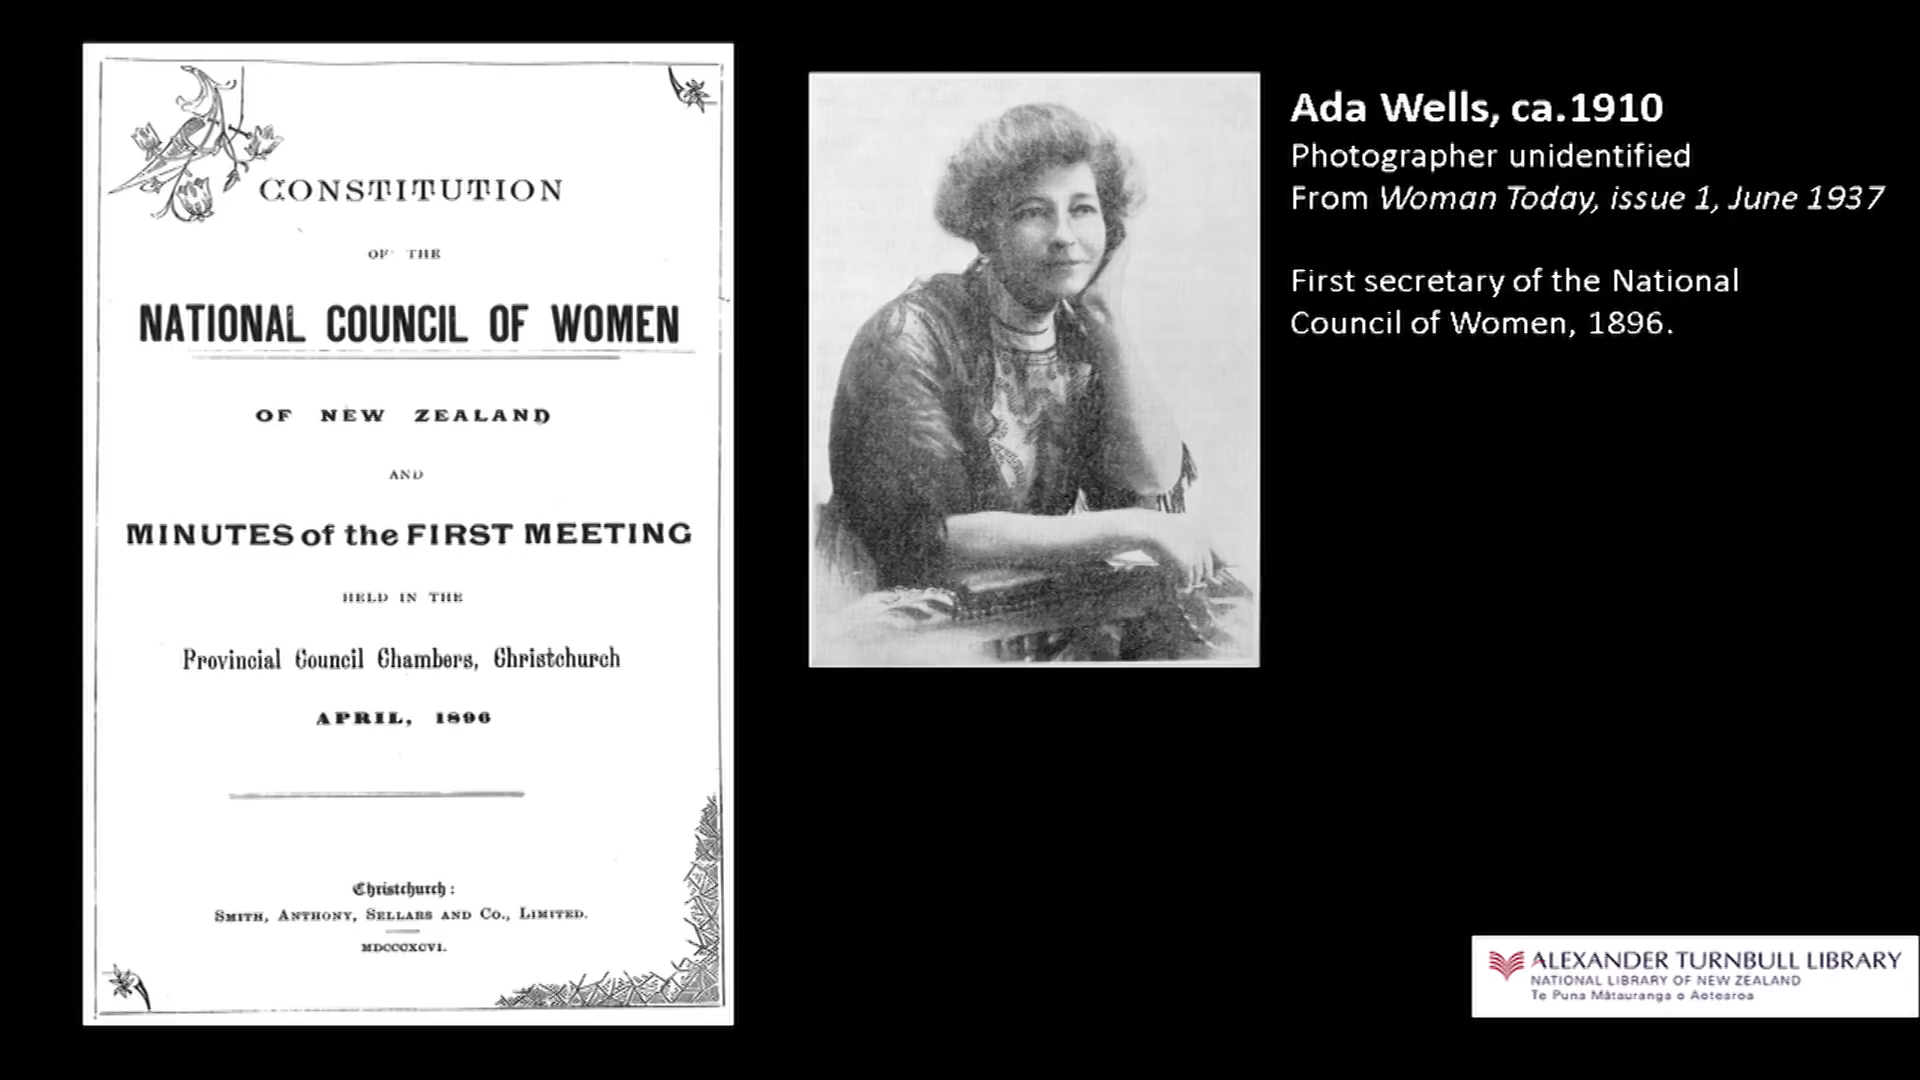 CONSTITUTION
OF THE
NATIONAL COUNCIL OF WOMEN
OF NEW ZEALAND
AND
MINUTES of the FIRST MEETING
HELD IN THE
Provincial Council Chambers, Christchurch
APRIL, 1896
Christchurch:
SMITH, ANTHONY, SELLARS AND CO., LIMITED.
MDCCCXCVI.
Ada Wells, ca.1910
Photographer unidentified
From Woman Today, issue 1, June 1937
First secretary of the National
Council of Women, 1896.
ALEXANDER TURNBULL LIBRARY
NATIONAL LIBRARY OF NEW ZEALAND
Te Puna Mātauranga o Aotearoa